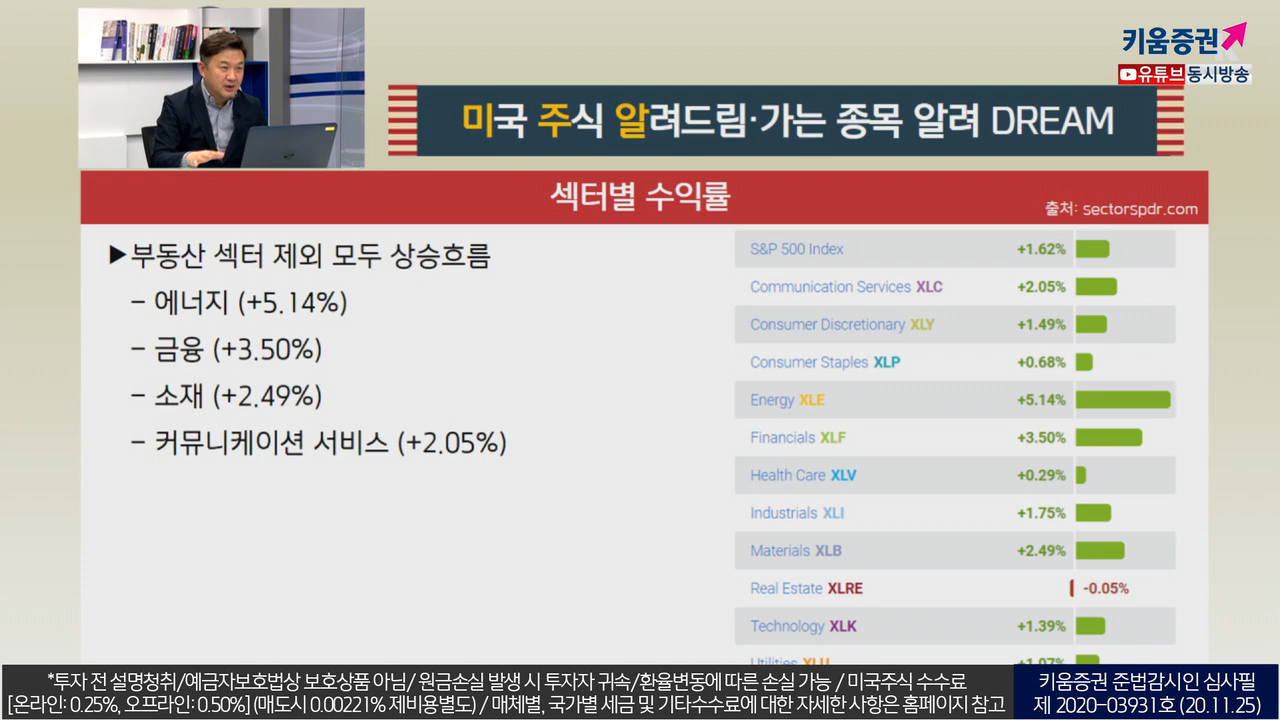 키움증권
유튜브 동시방송
미국 주식 알려드림·가는 종목 알려 DREAM
섹터별 수익률
출처: sectorspdr.com
▶부동산 섹터 제외 모두 상승흐름
– 에너지 (+5.14%)
– 금융 (+3.50%)
– 소재 (+2.49%)
– 커뮤니케이션 서비스 (+2.05%)
S&P 500 Index +1.62%
Communication Services XLC +2.05%
Consumer Discretionary XLY +1.49%
Consumer Staples XLP +0.68%
Energy XLE +5.14%
Financials XLF +3.50%
Health Care XLV +0.29%
Industrials XLI +1.75%
Materials XLB +2.49%
Real Estate XLRE -0.05%
Technology XLK +1.39%
Utilities XLU +1.07%
*투자 전 설명청취/예금자보호법상 보호상품 아님/ 원금손실 발생 시 투자자 귀속/환율변동에 따른 손실 가능 / 미국주식 수수료
[온라인: 0.25%, 오프라인: 0.50%] (매도시 0.00221% 제비용별도) / 매체별, 국가별 세금 및 기타수수료에 대한 자세한 사항은 홈페이지 참고
키움증권 준법감시인 심사필
제 2020-03931호 (20.11.25)